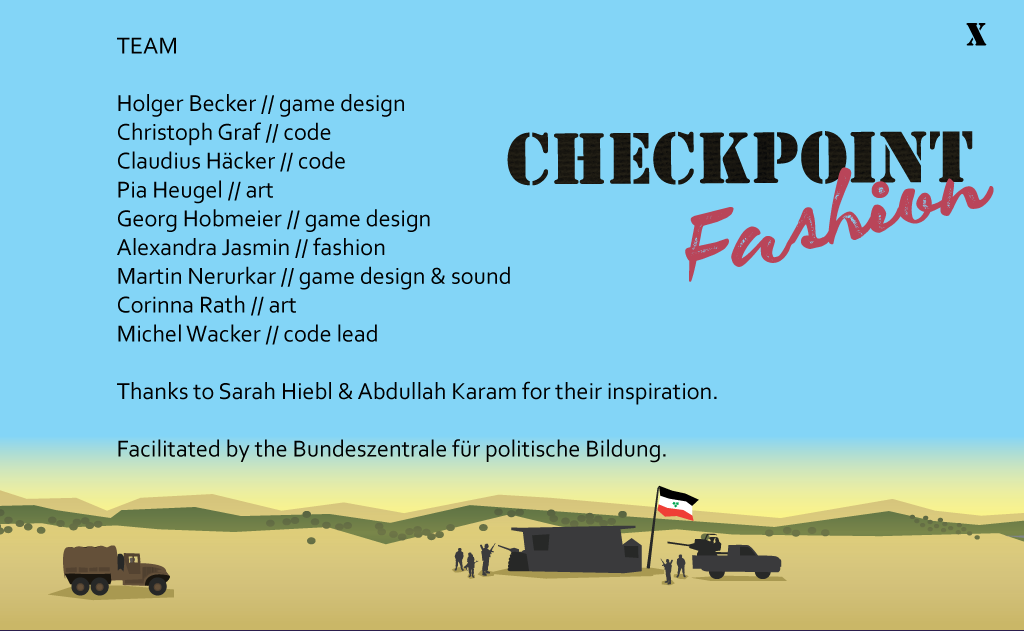 X
TEAM
Holger Becker // game design
Christoph Graf // code
Claudius Häcker // code
Pia Heugel // art
Georg Hobmeier // game design
Alexandra Jasmin // fashion
Martin Nerurkar // game design & sound
Corinna Rath // art
Michel Wacker // code lead
CHECKPOINT
Fashion
Thanks to Sarah Hiebl & Abdullah Karam for their inspiration.
Facilitated by the Bundeszentrale für politische Bildung.